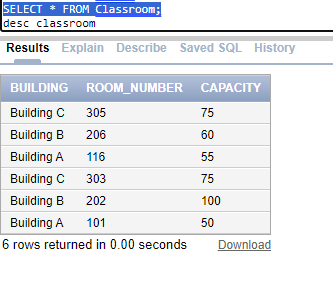 SELECT * FROM Classroom;
desc classroom
Results Explain Describe Saved SQL History
BUILDING ROOM_NUMBER CAPACITY
Building C 305 75
Building B 206 60
Building A 116 55
Building C 303 75
Building B 202 100
Building A 101 50
6 rows returned in 0.00 seconds Download